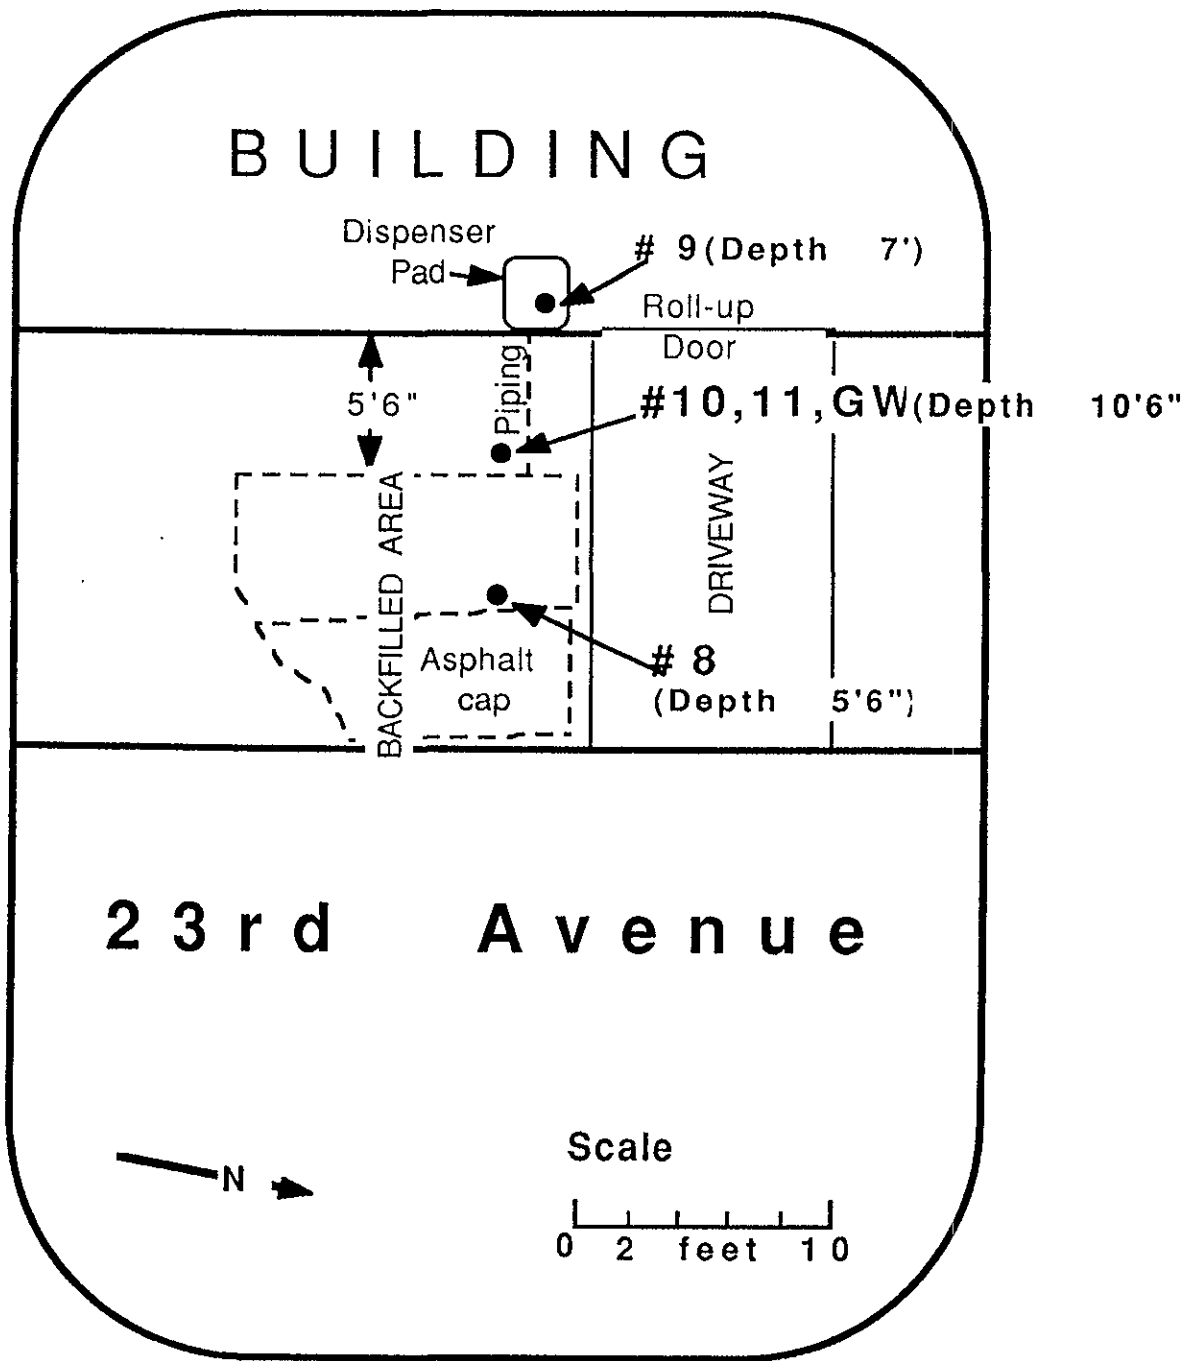 BUILDING
Dispenser
Pad
# 9(Depth 7')
Roll-up
Door
5'6"
Piping
#10,11,GW(Depth 10'6"
BACKFILLED AREA
DRIVEWAY
# 8
(Depth 5'6")
Asphalt
cap
23rd Avenue
Scale
N
0 2 feet 10